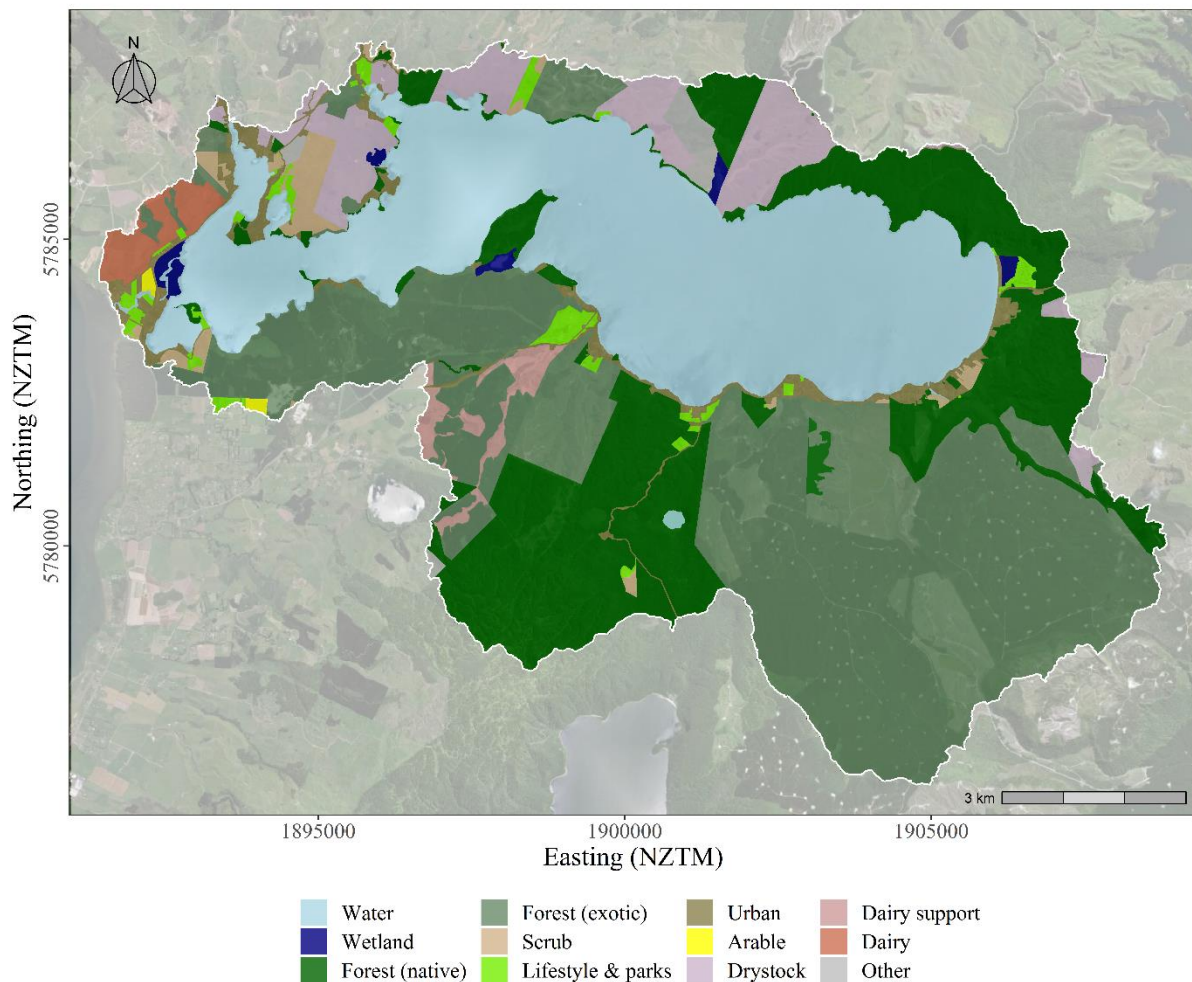 N
5785000
5780000
Northing (NZTM)
3 km
1895000 1900000 1905000
Easting (NZTM)
Water Forest (exotic) Urban Dairy support
Wetland Scrub Arable Dairy
Forest (native) Lifestyle & parks Drystock Other